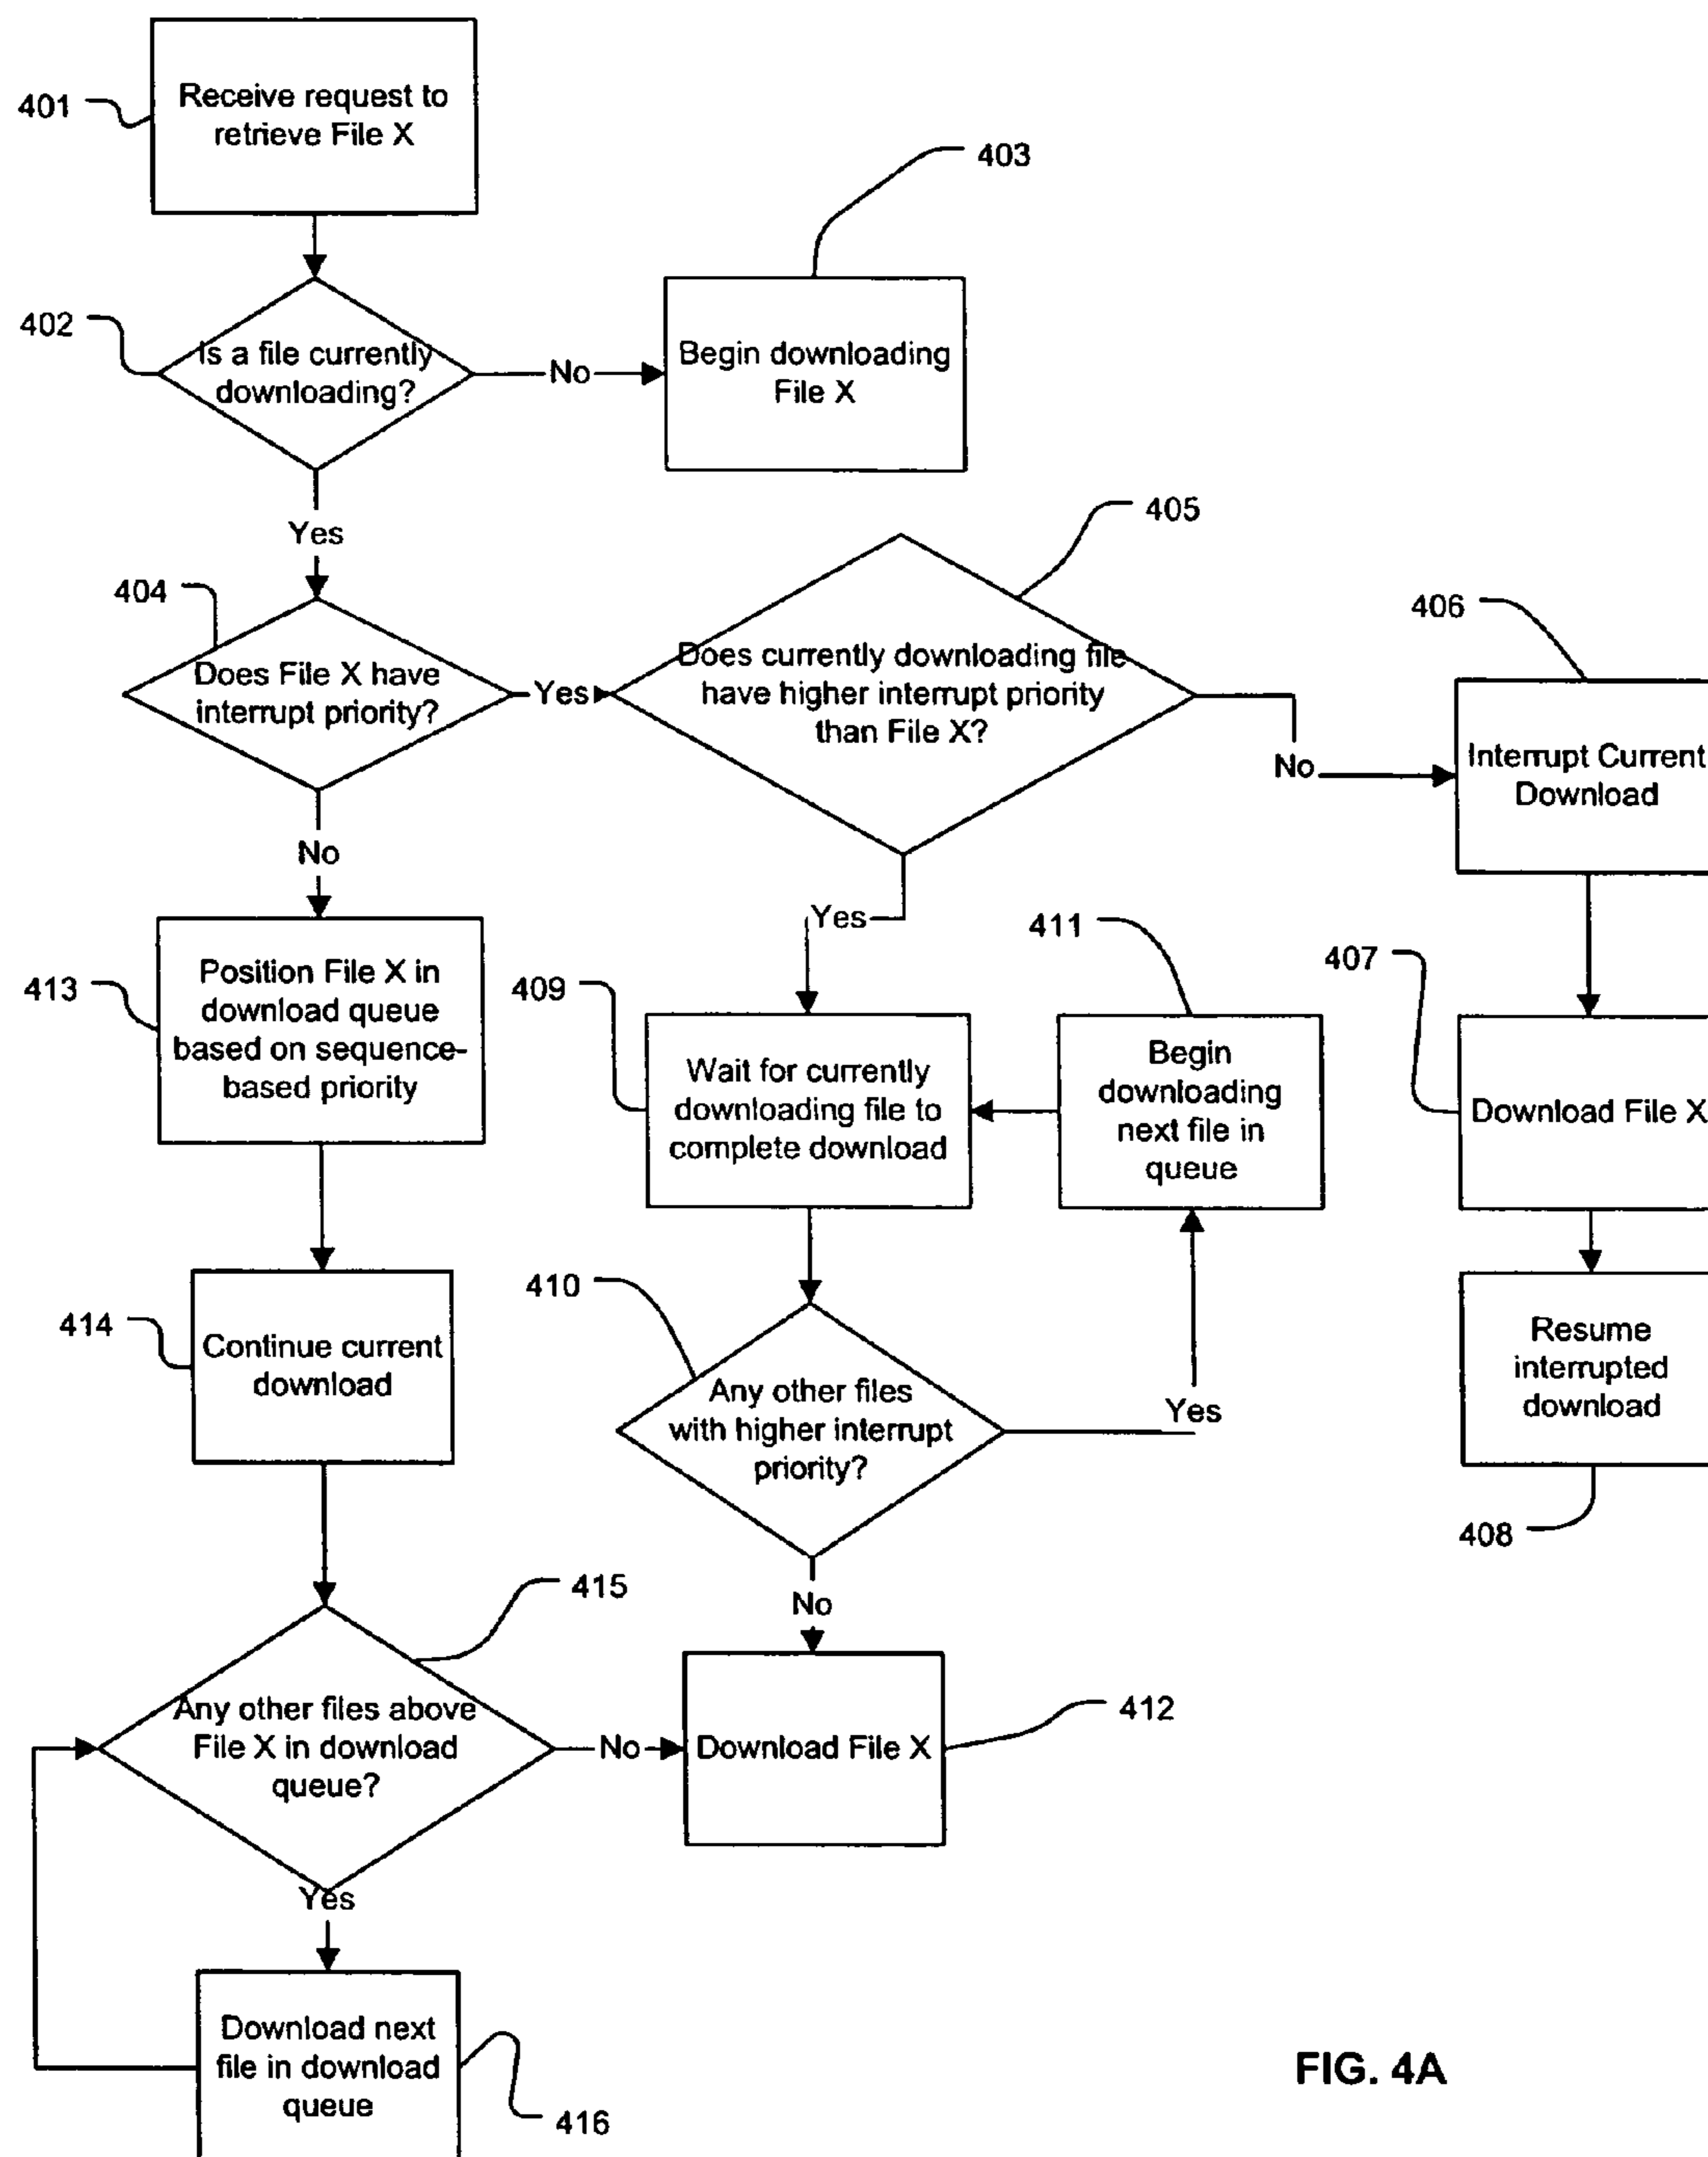 401
Receive request to
retrieve File X
403
402
Is a file currently
downloading?
No
Begin downloading
File X
Yes
405
404
Does File X have
interrupt priority?
Yes
Does currently downloading file
have higher interrupt priority
than File X?
406
No
Interrupt Current
Download
No
Yes
411
407
413
Position File X in
download queue
based on sequence-
based priority
409
Wait for currently
downloading file to
complete download
Begin
downloading
next file in
queue
Download File X
414
Continue current
download
410
Any other files
with higher interrupt
priority?
Yes
Resume
interrupted
download
408
No
415
Any other files above
File X in download
queue?
No
Download File X
412
Yes
Download next
file in download
queue
416
FIG. 4A